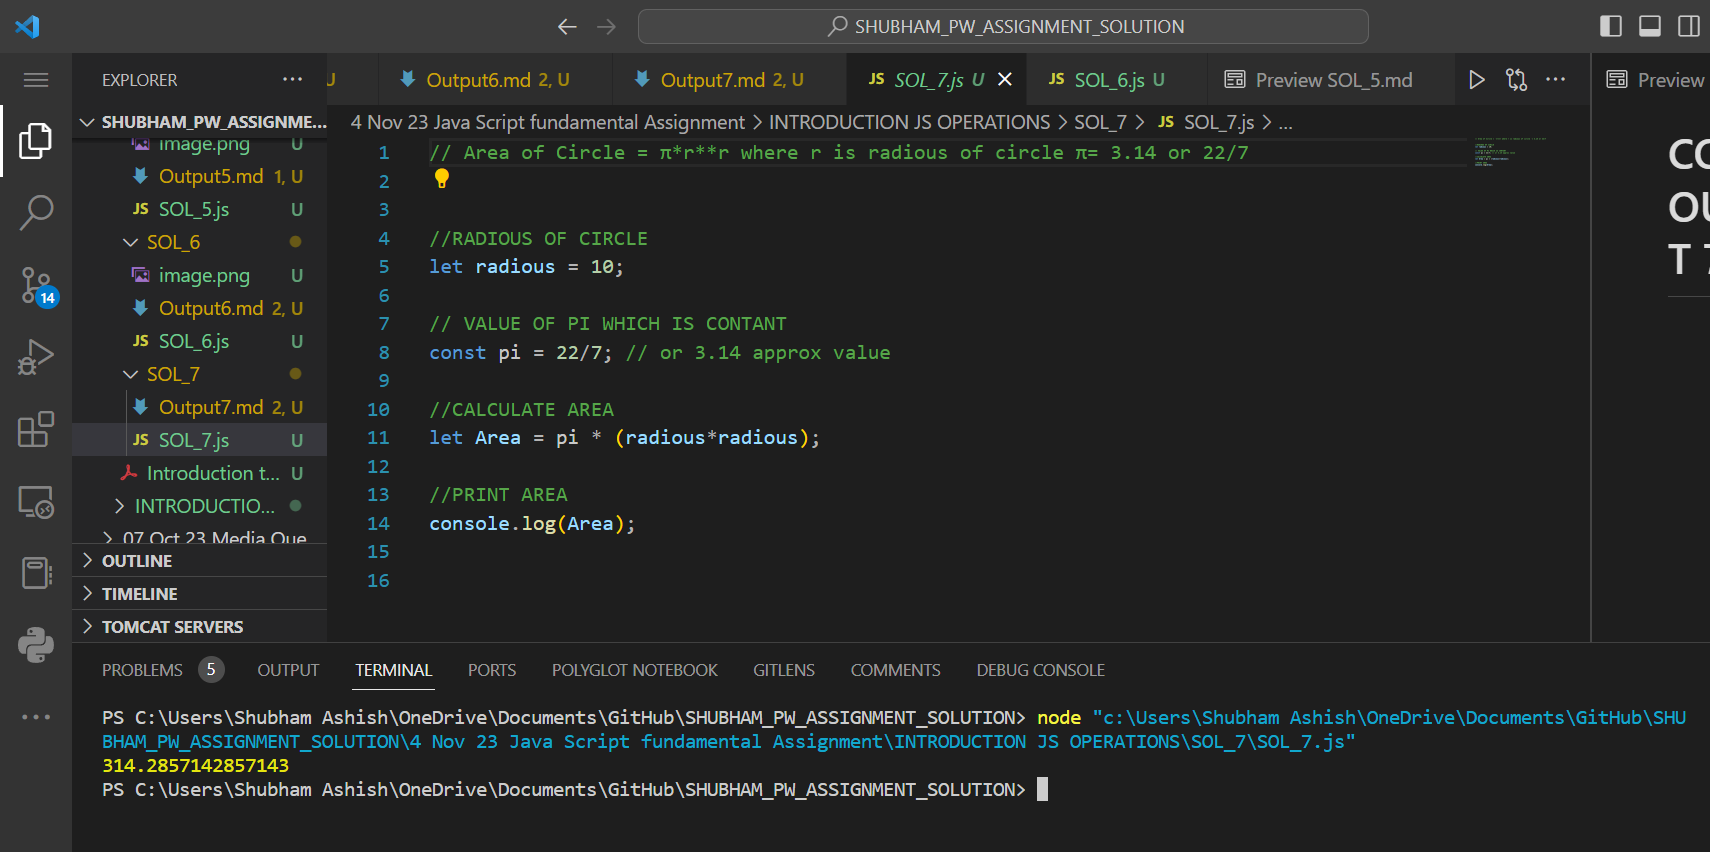 SHUBHAM_PW_ASSIGNMENT_SOLUTION
EXPLORER
U
Output6.md 2, U
Output7.md 2, U
JS SOL_7.js U
JS SOL_6.js U
Preview SOL_5.md
Preview
SHUBHAM_PW_ASSIGNME...
image.png U
Output5.md 1, U
JS SOL_5.js U
SOL_6
image.png U
Output6.md 2, U
JS SOL_6.js U
SOL_7
Output7.md 2, U
JS SOL_7.js U
Introduction t... U
INTRODUCTIO...
07 Oct 23 Media Que
OUTLINE
TIMELINE
TOMCAT SERVERS
14
4 Nov 23 Java Script fundamental Assignment > INTRODUCTION JS OPERATIONS > SOL_7 > JS SOL_7.js > ...
1 // Area of Circle = π*r**r where r is radious of circle π= 3.14 or 22/7
2
3
4 //RADIOUS OF CIRCLE
5 let radious = 10;
6
7 // VALUE OF PI WHICH IS CONTANT
8 const pi = 22/7; // or 3.14 approx value
9
10 //CALCULATE AREA
11 let Area = pi * (radious*radious);
12
13 //PRINT AREA
14 console.log(Area);
15
16
T 7
PROBLEMS 5 OUTPUT TERMINAL PORTS POLYGLOT NOTEBOOK GITLENS COMMENTS DEBUG CONSOLE
PS C:\Users\Shubham Ashish\OneDrive\Documents\GitHub\SHUBHAM_PW_ASSIGNMENT_SOLUTION> node "c:\Users\Shubham Ashish\OneDrive\Documents\GitHub\SHU
BHAM_PW_ASSIGNMENT_SOLUTION\4 Nov 23 Java Script fundamental Assignment\INTRODUCTION JS OPERATIONS\SOL_7\SOL_7.js"
314.2857142857143
PS C:\Users\Shubham Ashish\OneDrive\Documents\GitHub\SHUBHAM_PW_ASSIGNMENT_SOLUTION>